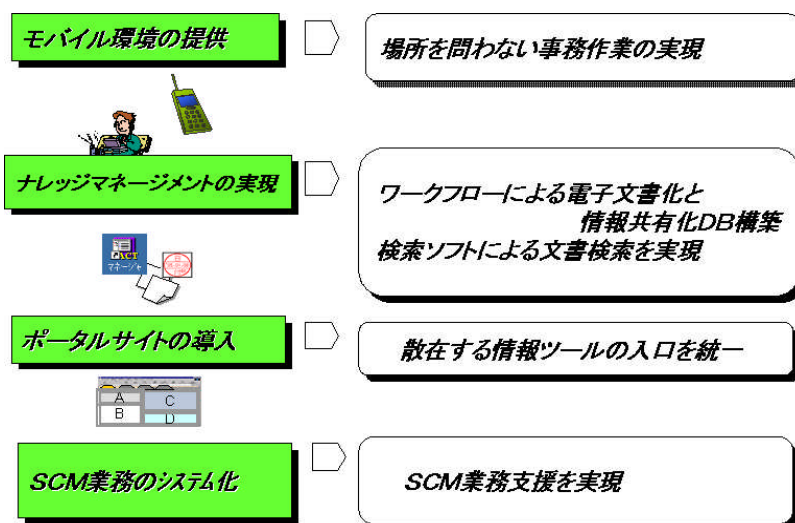 モバイル環境の提供
場所を問わない事務作業の実現
ナレッジマネージメントの実現
ワークフローによる電子文書化と
情報共有化DB構築
検索ソフトによる文書検索を実現
ACT
マネージャ
ポータルサイトの導入
散在する情報ツールの入口を統一
A
C
B
D
SCM業務のシステム化
SCM業務支援を実現